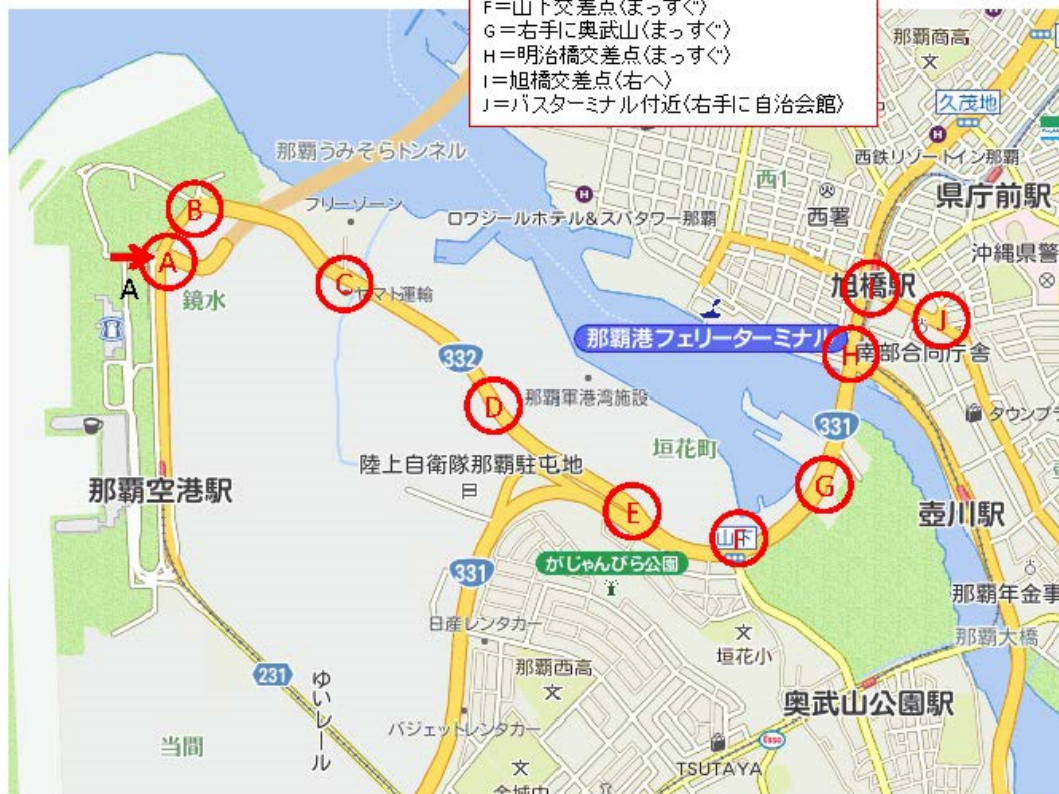 F=山下交差点(まっすぐ)
G=右手に奥武山(まっすぐ)
H=明治橋交差点(まっすぐ)
I=旭橋交差点(右へ)
J=バスターミナル付近(右手に自治会館)
那覇商高
久茂地
那覇うみそらトンネル
西鉄リゾートイン那覇
西1
県庁前駅
フリーゾーン
ロワジールホテル&スパタワー那覇
西署
B
沖縄県警
A
A
鏡水
C
ヤマト運輸
旭橋駅
I
J
那覇港フェリーターミナル
H
南部合同庁舎
332
那覇軍港湾施設
D
タウンプラ
331
垣花町
陸上自衛隊那覇駐屯地
那覇空港駅
G
E
壺川駅
山下
F
がじゃんびら公園
331
那覇年金事
日産レンタカー
那覇大橋
垣花小
那覇西高
231
ゆいレール
奥武山公園駅
バジェットレンタカー
当間
Esso
TSUTAYA
金城中